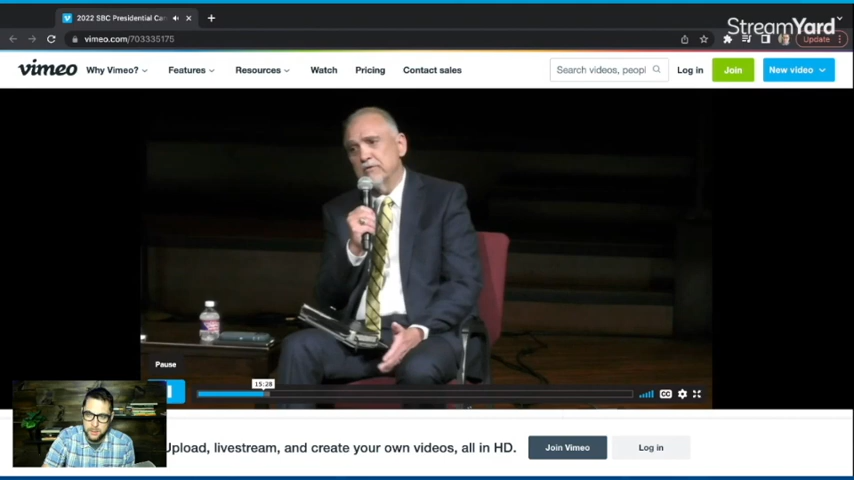 2022 SBC Presidential Can
StreamYard
vimeo.com/703335175
Update
vimeo
Why Vimeo?
Features
Resources
Watch
Pricing
Contact sales
Search videos, peopl
Log in
Join
New video
Pause
15:28
CC
Upload, livestream, and create your own videos, all in HD.
Join Vimeo
Log in